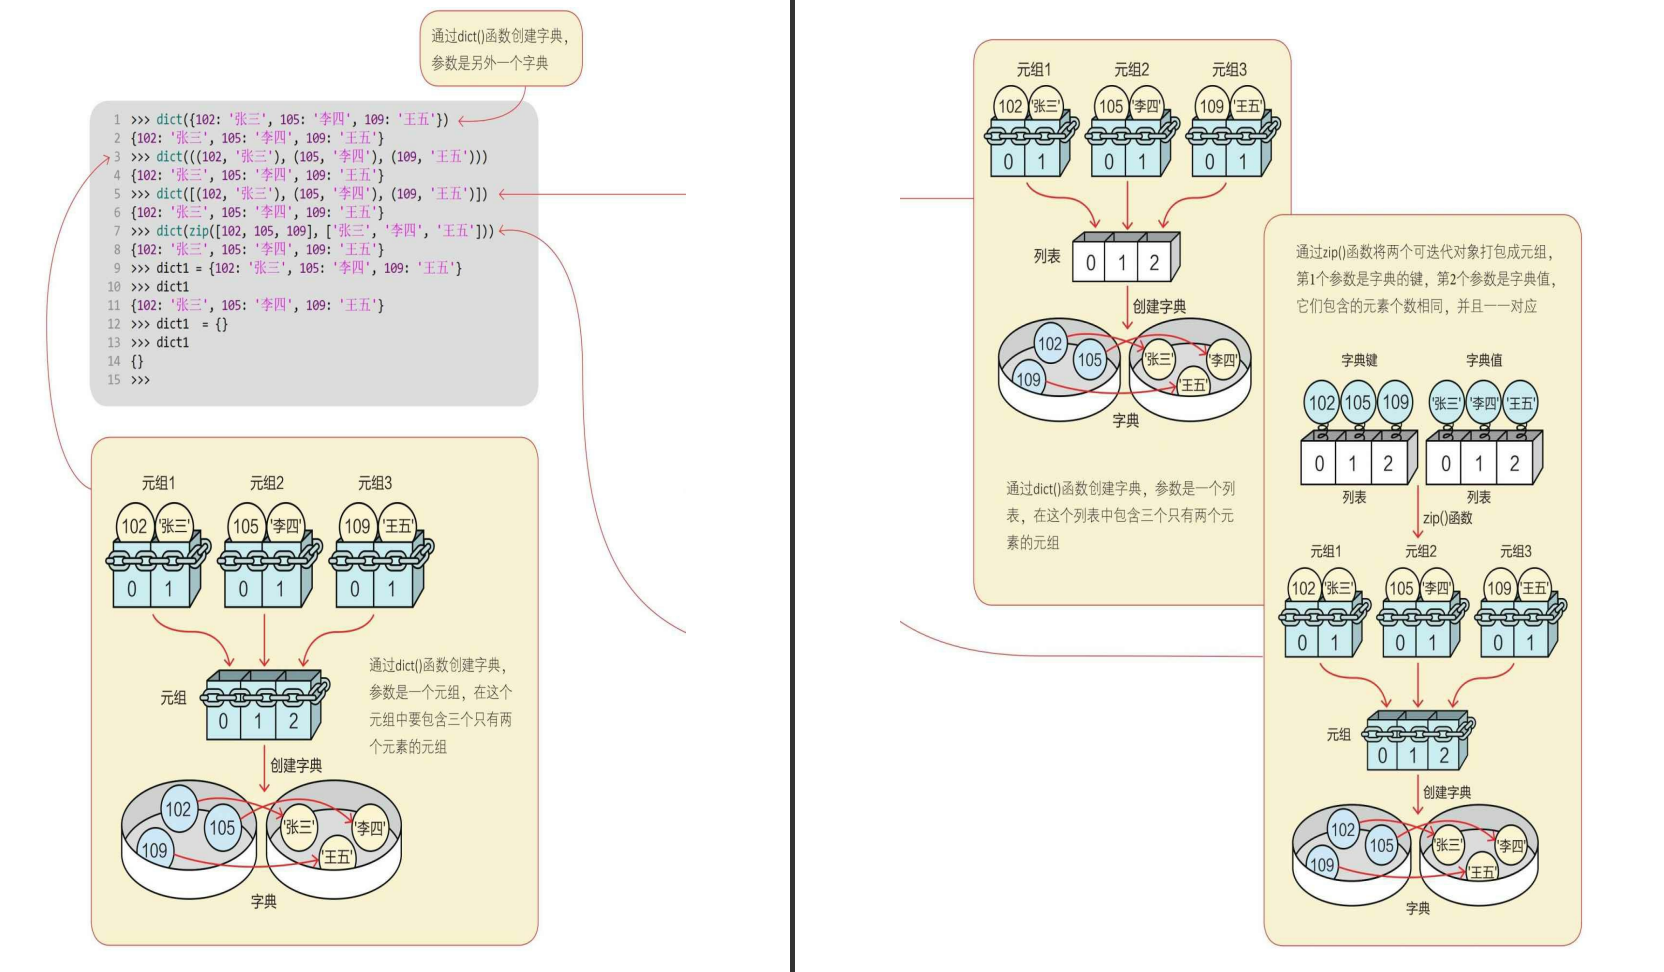 通过dict()函数创建字典，
参数是另外一个字典
1 >>> dict({102: '张三', 105: '李四', 109: '王五'})
2 {102: '张三', 105: '李四', 109: '王五'}
3 >>> dict(((102, '张三'), (105, '李四'), (109, '王五')))
4 {102: '张三', 105: '李四', 109: '王五'}
5 >>> dict([(102, '张三'), (105, '李四'), (109, '王五')])
6 {102: '张三', 105: '李四', 109: '王五'}
7 >>> dict(zip([102, 105, 109], ['张三', '李四', '王五']))
8 {102: '张三', 105: '李四', 109: '王五'}
9 >>> dict1 = {102: '张三', 105: '李四', 109: '王五'}
10 >>> dict1
11 {102: '张三', 105: '李四', 109: '王五'}
12 >>> dict1 = {}
13 >>> dict1
14 {}
15 >>>
元组1 元组2 元组3
102 '张三' 105 '李四' 109 '王五'
0 1 0 1 0 1
通过dict()函数创建字典，
参数是一个元组，在这个
元组中要包含三个只有两
个元素的元组
元组
0 1 2
创建字典
102 105 109 '张三' '李四' '王五'
字典
元组1 元组2 元组3
102 '张三' 105 '李四' 109 '王五'
0 1 0 1 0 1
列表
0 1 2
创建字典
102 105 109 '张三' '李四' '王五'
字典
通过dict()函数创建字典，参数是一个列
表，在这个列表中包含三个只有两个元
素的元组
通过zip()函数将两个可迭代对象打包成元组，
第1个参数是字典的键，第2个参数是字典值，
它们包含的元素个数相同，并且一一对应
字典键 字典值
102 105 109 '张三' '李四' '王五'
0 1 2 0 1 2
列表 列表
zip()函数
元组1 元组2 元组3
102 '张三' 105 '李四' 109 '王五'
0 1 0 1 0 1
元组
0 1 2
创建字典
102 105 109 '张三' '李四' '王五'
字典